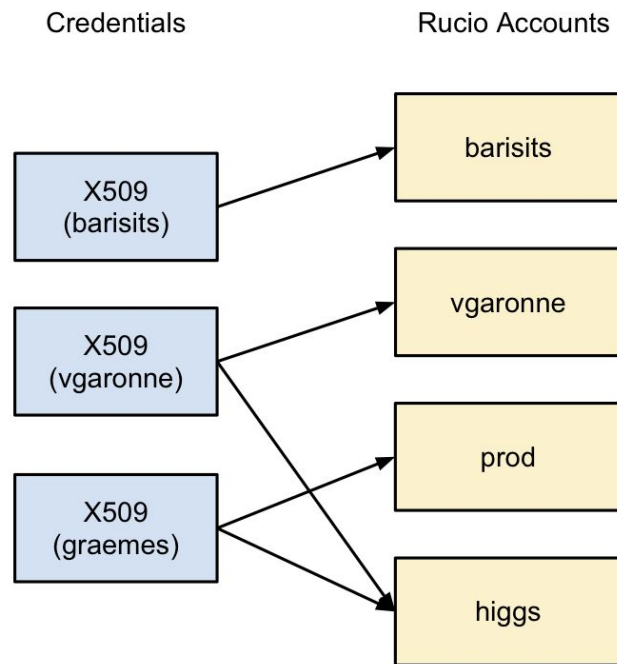 Credentials
Rucio Accounts
X509
(barisits)
X509
(vgaronne)
X509
(graemes)
barisits
vgaronne
prod
higgs